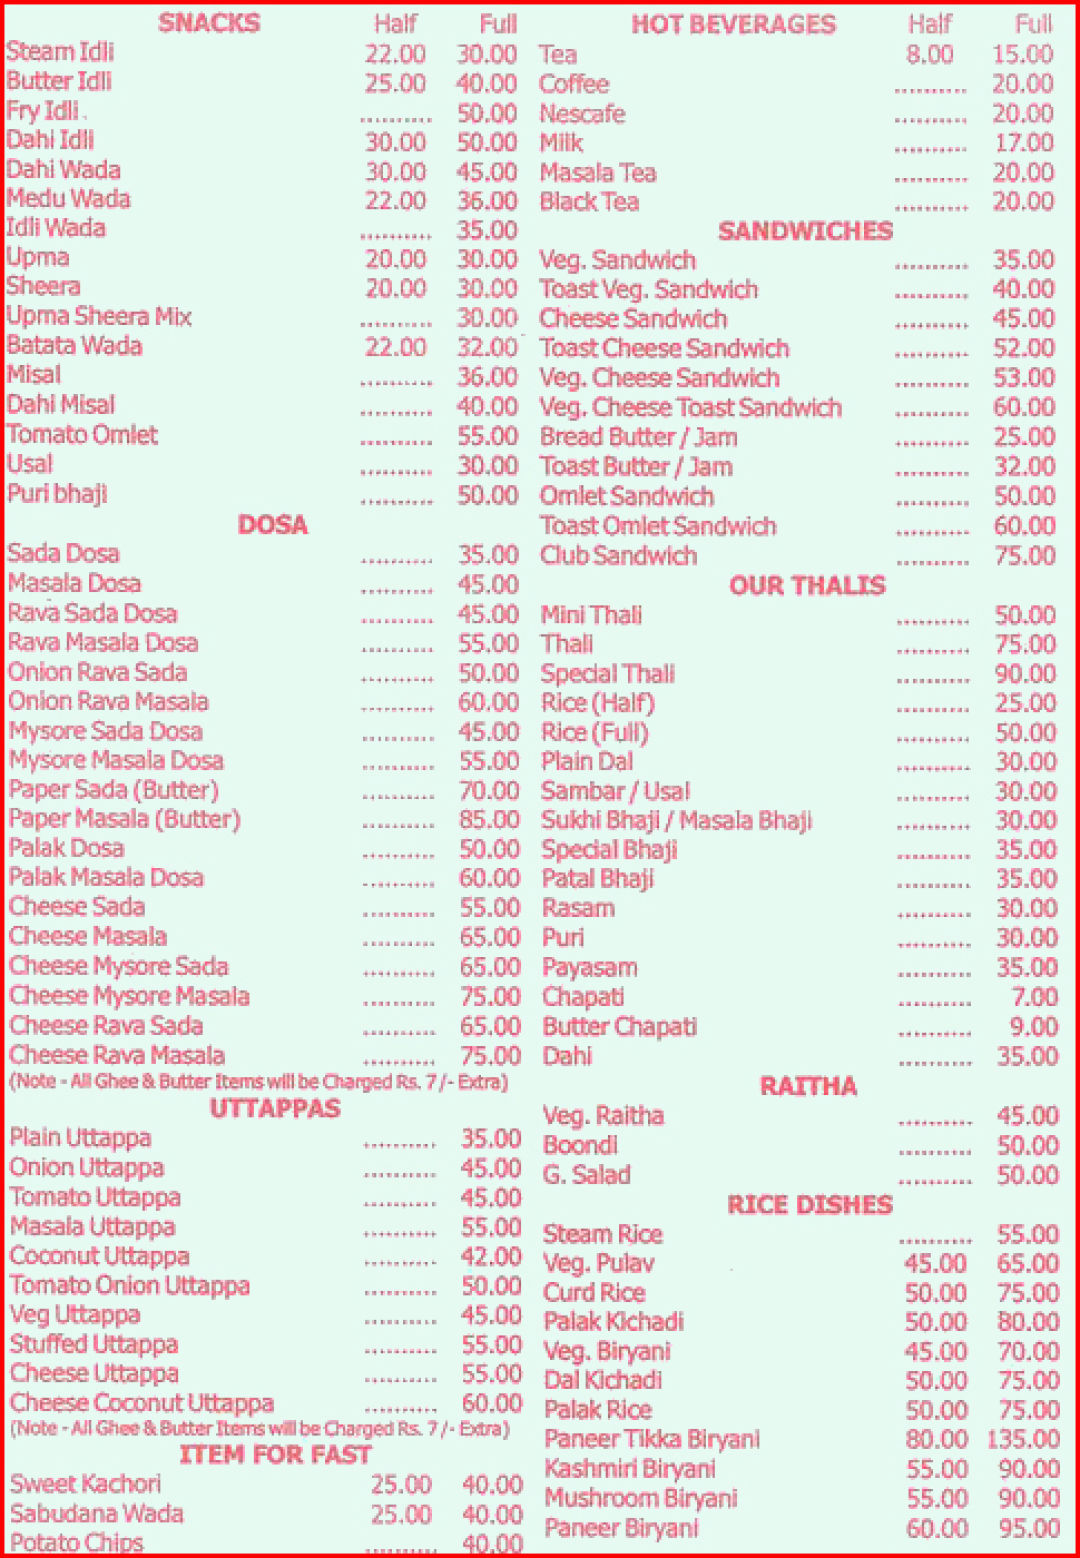 SNACKS Half Full
Steam Idli 22.00 30.00
Butter Idli 25.00 40.00
Fry Idli .......... 50.00
Dahi Idli 30.00 50.00
Dahi Wada 30.00 45.00
Medu Wada 22.00 36.00
Idli Wada .......... 35.00
Upma 20.00 30.00
Sheera 20.00 30.00
Upma Sheera Mix .......... 30.00
Batata Wada 22.00 32.00
Misal .......... 36.00
Dahi Misal .......... 40.00
Tomato Omlet .......... 55.00
Usal .......... 30.00
Puri bhaji .......... 50.00
DOSA
Sada Dosa .......... 35.00
Masala Dosa .......... 45.00
Rava Sada Dosa .......... 45.00
Rava Masala Dosa .......... 55.00
Onion Rava Sada .......... 50.00
Onion Rava Masala .......... 60.00
Mysore Sada Dosa .......... 45.00
Mysore Masala Dosa .......... 55.00
Paper Sada (Butter) .......... 70.00
Paper Masala (Butter) .......... 85.00
Palak Dosa .......... 50.00
Palak Masala Dosa .......... 60.00
Cheese Sada .......... 55.00
Cheese Masala .......... 65.00
Cheese Mysore Sada .......... 65.00
Cheese Mysore Masala .......... 75.00
Cheese Rava Sada .......... 65.00
Cheese Rava Masala .......... 75.00
(Note - All Ghee & Butter Items will be Charged Rs. 7/- Extra)
UTTAPPAS
Plain Uttappa .......... 35.00
Onion Uttappa .......... 45.00
Tomato Uttappa .......... 45.00
Masala Uttappa .......... 55.00
Coconut Uttappa .......... 42.00
Tomato Onion Uttappa .......... 50.00
Veg Uttappa .......... 45.00
Stuffed Uttappa .......... 55.00
Cheese Uttappa .......... 55.00
Cheese Coconut Uttappa .......... 60.00
(Note - All Ghee & Butter Items will be Charged Rs. 7/- Extra)
ITEM FOR FAST
Sweet Kachori 25.00 40.00
Sabudana Wada 25.00 40.00
Potato Chips .......... 40.00
HOT BEVERAGES Half Full
Tea 8.00 15.00
Coffee .......... 20.00
Nescafe .......... 20.00
Milk .......... 17.00
Masala Tea .......... 20.00
Black Tea .......... 20.00
SANDWICHES
Veg. Sandwich .......... 35.00
Toast Veg. Sandwich .......... 40.00
Cheese Sandwich .......... 45.00
Toast Cheese Sandwich .......... 52.00
Veg. Cheese Sandwich .......... 53.00
Veg. Cheese Toast Sandwich .......... 60.00
Bread Butter / Jam .......... 25.00
Toast Butter / Jam .......... 32.00
Omlet Sandwich .......... 50.00
Toast Omlet Sandwich .......... 60.00
Club Sandwich .......... 75.00
OUR THALIS
Mini Thali .......... 50.00
Thali .......... 75.00
Special Thali .......... 90.00
Rice (Half) .......... 25.00
Rice (Full) .......... 50.00
Plain Dal .......... 30.00
Sambar / Usal .......... 30.00
Sukhi Bhaji / Masala Bhaji .......... 30.00
Special Bhaji .......... 35.00
Patal Bhaji .......... 35.00
Rasam .......... 30.00
Puri .......... 30.00
Payasam .......... 35.00
Chapati .......... 7.00
Butter Chapati .......... 9.00
Dahi .......... 35.00
RAITHA
Veg. Raitha .......... 45.00
Boondi .......... 50.00
G. Salad .......... 50.00
RICE DISHES
Steam Rice .......... 55.00
Veg. Pulav 45.00 65.00
Curd Rice 50.00 75.00
Palak Kichadi 50.00 80.00
Veg. Biryani 45.00 70.00
Dal Kichadi 50.00 75.00
Palak Rice 50.00 75.00
Paneer Tikka Biryani 80.00 135.00
Kashmiri Biryani 55.00 90.00
Mushroom Biryani 55.00 90.00
Paneer Biryani 60.00 95.00